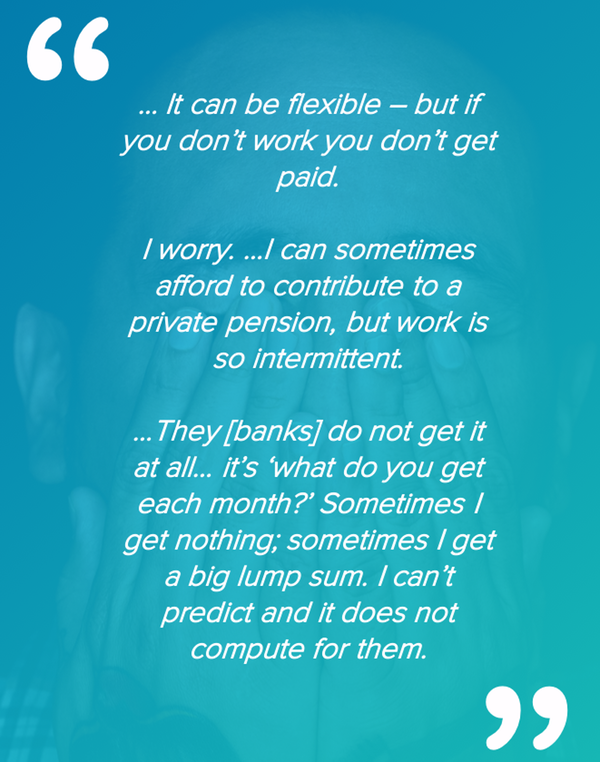 “
... It can be flexible – but if
you don’t work you don’t get
paid.
I worry. ...I can sometimes
afford to contribute to a
private pension, but work is
so intermittent.
...They [banks] do not get it
at all... it’s ‘what do you get
each month?’ Sometimes I
get nothing; sometimes I get
a big lump sum. I can’t
predict and it does not
compute for them.
”